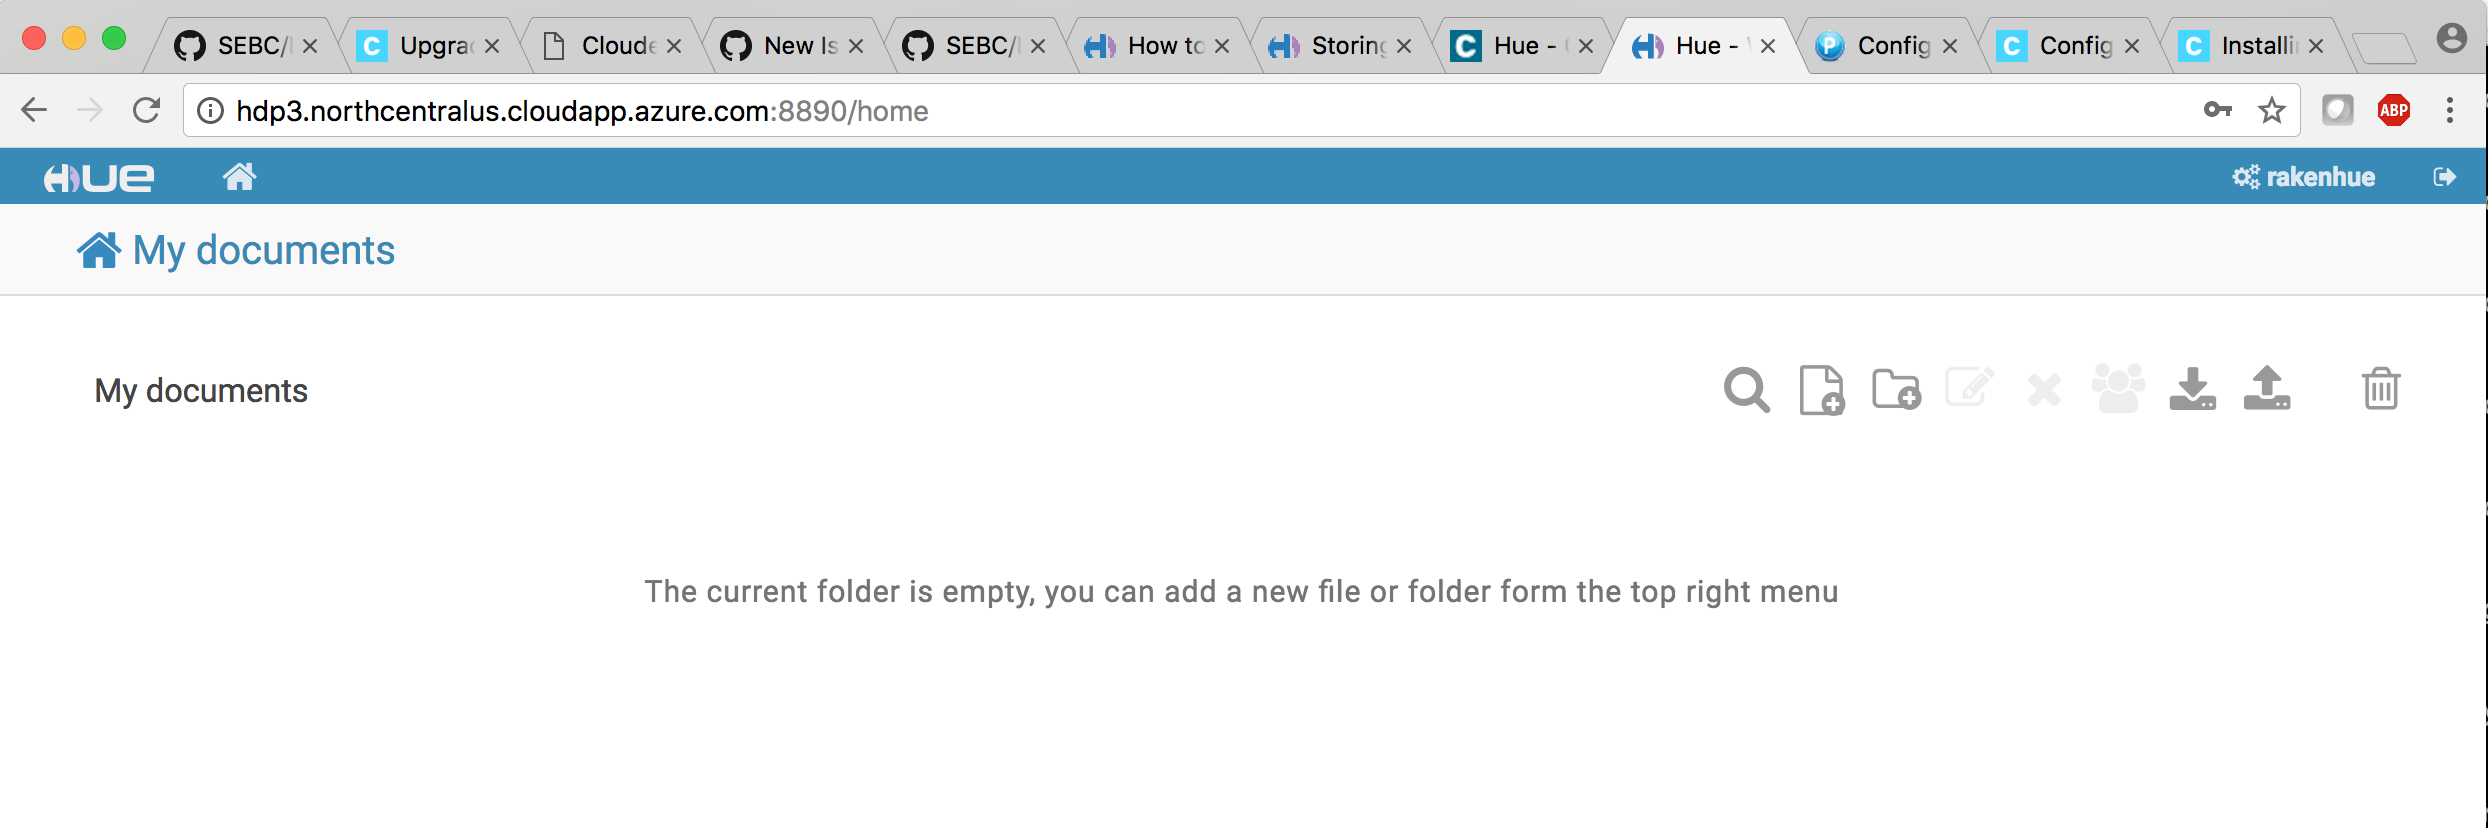 SEBC/ Upgra Cloude New Is SEBC/ How to Storing Hue - Hue - Config Config Installi
hdp3.northcentralus.cloudapp.azure.com:8890/home
ABP
HUE rakenhue
My documents
My documents
The current folder is empty, you can add a new file or folder form the top right menu